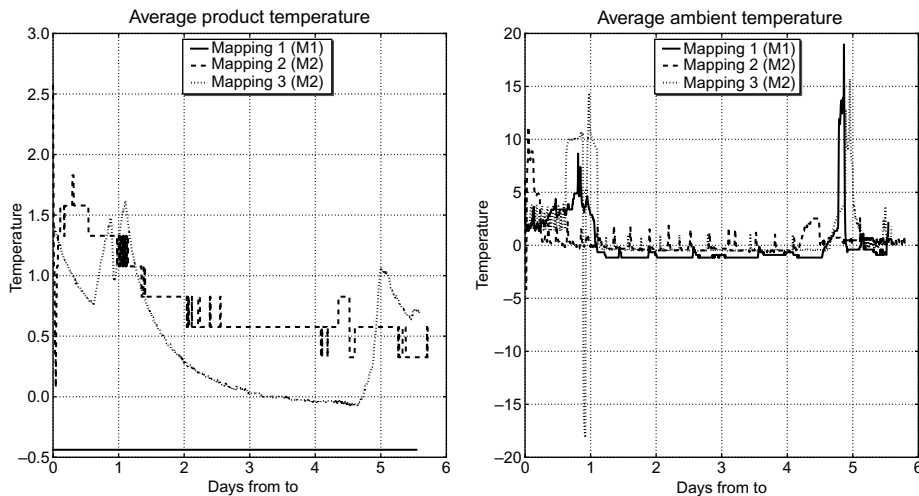 Average product temperature
3.0
2.5
2.0
1.5
1.0
0.5
0.0
–0.5
Temperature
Mapping 1 (M1)
Mapping 2 (M2)
Mapping 3 (M2)
0 1 2 3 4 5 6
Days from to
Average ambient temperature
20
15
10
5
0
–5
–10
–15
–20
Temperature
Mapping 1 (M1)
Mapping 2 (M2)
Mapping 3 (M2)
0 1 2 3 4 5 6
Days from to